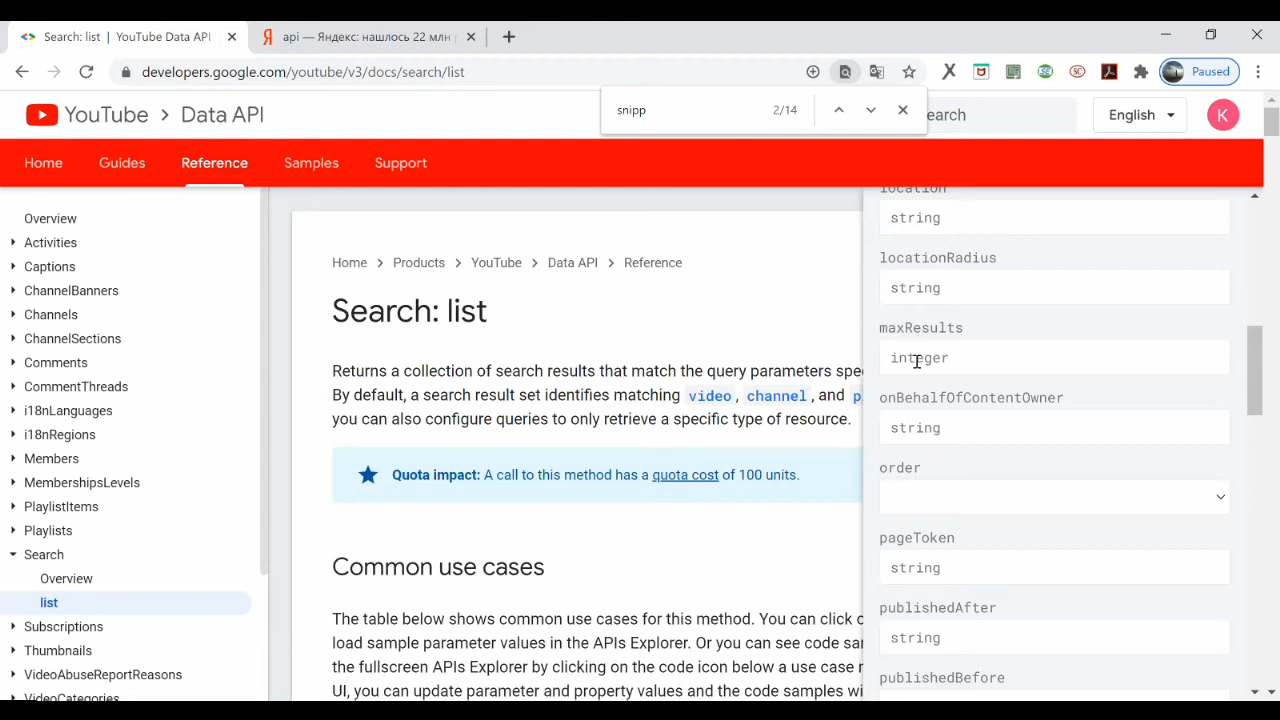 Search: list | YouTube Data API
api — Яндекс: нашлось 22 млн
developers.google.com/youtube/v3/docs/search/list
Paused
YouTube > Data API
snipp 2/14
earch
English
K
Home Guides Reference Samples Support
Overview
Activities
Captions
ChannelBanners
Channels
ChannelSections
Comments
CommentThreads
i18nLanguages
i18nRegions
Members
MembershipsLevels
PlaylistItems
Playlists
Search
Overview
list
Subscriptions
Thumbnails
VideoAbuseReportReasons
VideoCategories
Home > Products > YouTube > Data API > Reference
Search: list
Returns a collection of search results that match the query parameters spe
By default, a search result set identifies matching video, channel, and p
you can also configure queries to only retrieve a specific type of resource.
Quota impact: A call to this method has a quota cost of 100 units.
Common use cases
The table below shows common use cases for this method. You can click o
load sample parameter values in the APIs Explorer. Or you can see code sa
the fullscreen APIs Explorer by clicking on the code icon below a use case n
UI, you can update parameter and property values and the code samples wi
location
string
locationRadius
string
maxResults
integer
onBehalfOfContentOwner
string
order
pageToken
string
publishedAfter
string
publishedBefore